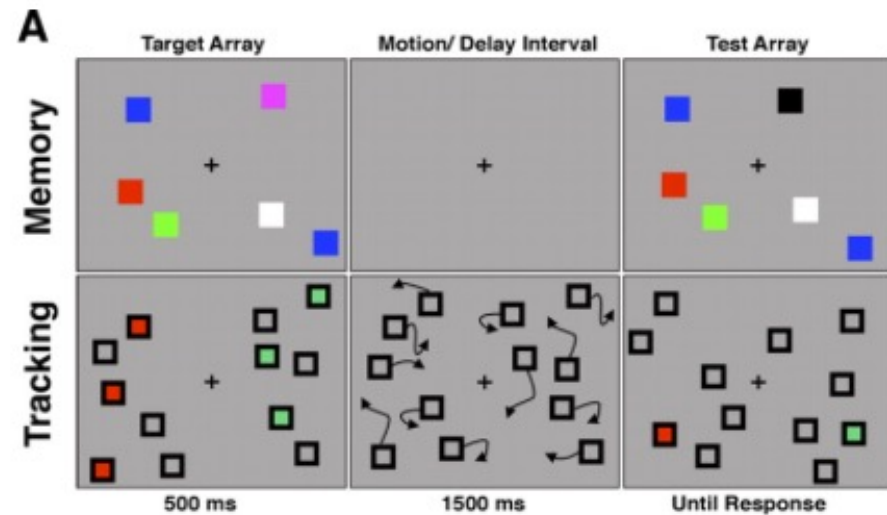 A
Target Array
Motion/ Delay Interval
Test Array
Memory
Tracking
500 ms
1500 ms
Until Response